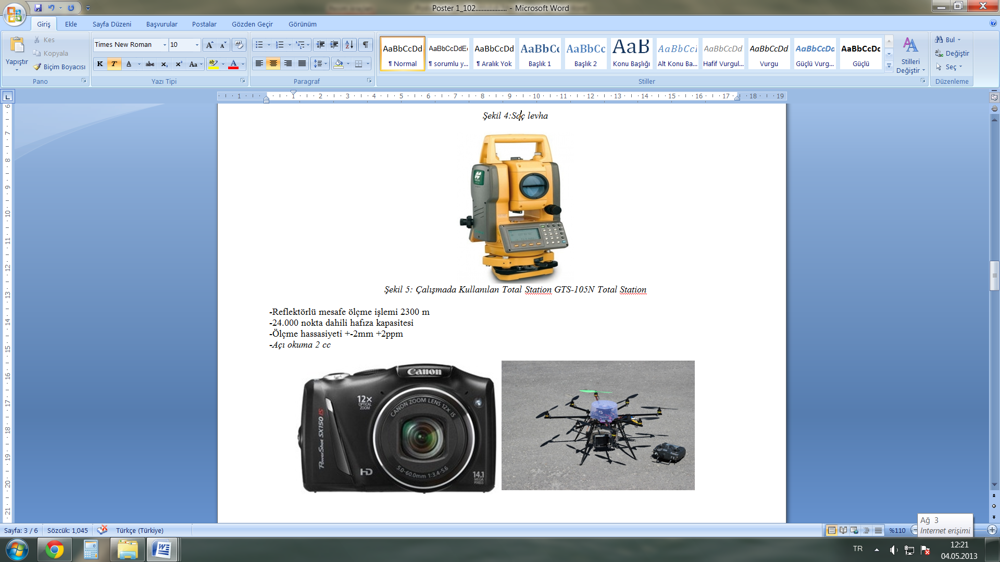 Poster 1_102.................... - Microsoft Word
Giriş Ekle Sayfa Düzeni Başvurular Postalar Gözden Geçir Görünüm
Yapıştır
Kes
Kopyala
Biçim Boyacısı
Pano
Times New Roman 10
Yazı Tipi
Paragraf
AaBbCcDd
¶ Normal
AaBbCcDdEe
¶ sorumlu y...
AaBbCcDd
¶ Aralık Yok
AaBbCc
Başlık 1
AaBbCc
Başlık 2
AaB
Konu Başlığı
AaBbCcI
Alt Konu Ba...
AaBbCcDd
Hafif Vurgul...
AaBbCcDd
Vurgu
AaBbCcDd
Güçlü Vurg...
AaBbCcDc
Güçlü
Stilleri
Değiştir
Stiller
Bul
Değiştir
Seç
Düzenleme
1 1 2 3 4 5 6 7 8 9 10 11 12 13 14 15 16 17 18 19
6
7
8
9
10
11
12
13
14
15
16
17
18
19
20
21
Şekil 4:Saç levha
Şekil 5: Çalışmada Kullanılan Total Station GTS-105N Total Station
-Reflektörlü mesafe ölçme işlemi 2300 m
-24.000 nokta dahili hafıza kapasitesi
-Ölçme hassasiyeti +-2mm +2ppm
-Açı okuma 2 cc
Canon
12x
OPTICAL
ZOOM
CANON ZOOM LENS 12x IS
PowerShot SX150 IS
5.0-60.0mm 1:3.4-5.6
HD
14.1
MEGA
PIXELS
Sayfa: 3 / 6 Sözcük: 1,045 Türkçe (Türkiye)
%110
Ağ 3
Internet erişimi
TR
12:21
04.05.2013